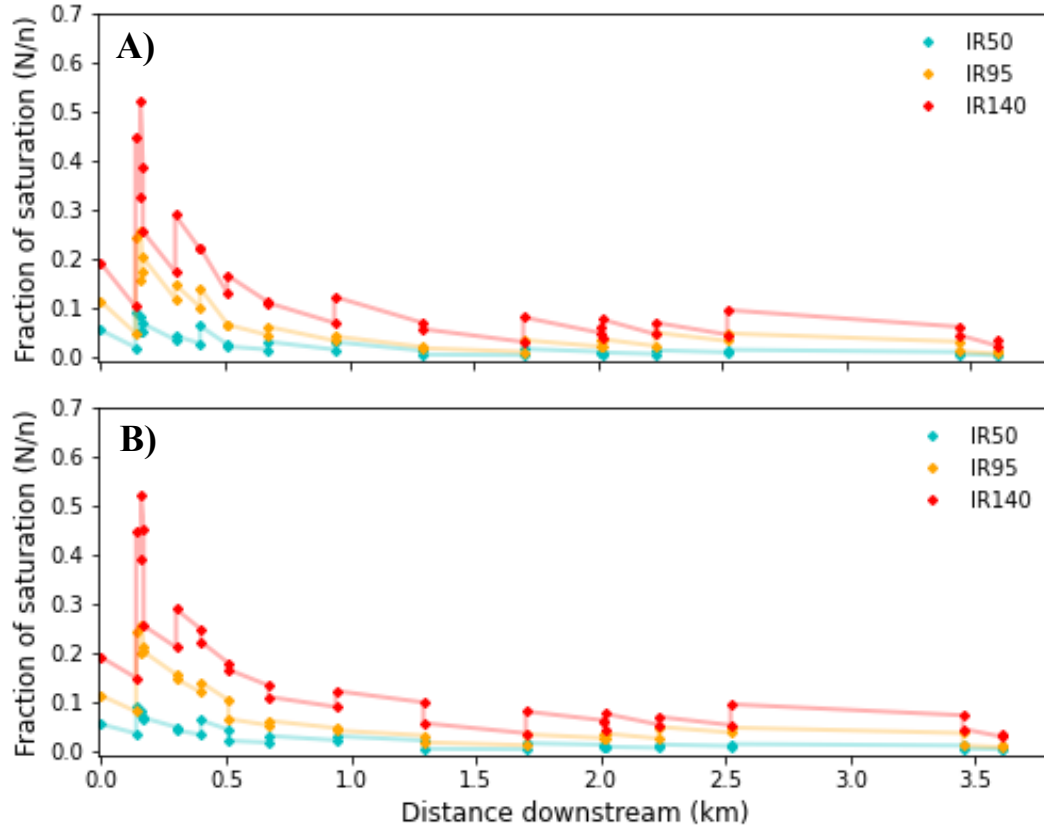 A)
Fraction of saturation (N/n)
0.7
0.6
0.5
0.4
0.3
0.2
0.1
0.0
IR50
IR95
IR140
B)
Fraction of saturation (N/n)
0.7
0.6
0.5
0.4
0.3
0.2
0.1
0.0
IR50
IR95
IR140
0.0 0.5 1.0 1.5 2.0 2.5 3.0 3.5
Distance downstream (km)